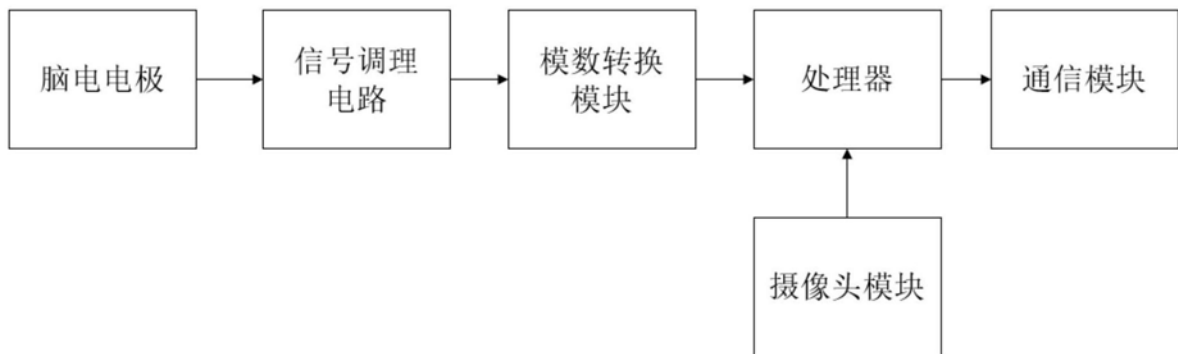 脑电电极
信号调理
电路
模数转换
模块
处理器
通信模块
摄像头模块